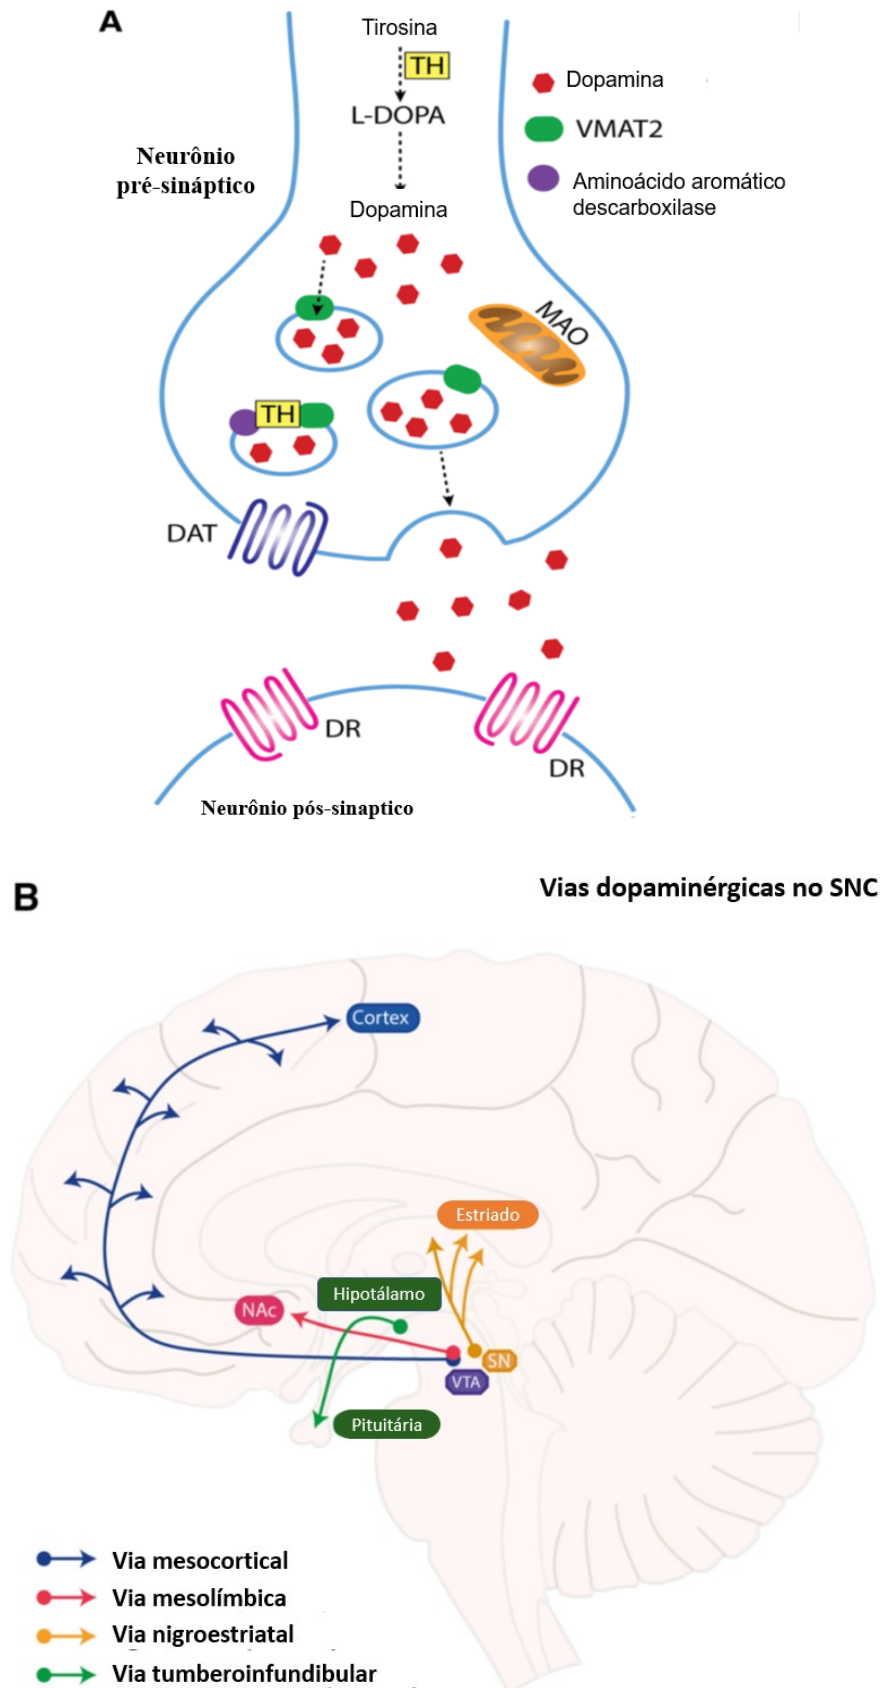 A
Tirosina
TH
L-DOPA
Dopamina
Neurônio
pré-sináptico
Dopamina
VMAT2
Aminoácido aromático
descarboxilase
MAO
TH
DAT
DR
DR
Neurônio pós-sinaptico
B
Vias dopaminérgicas no SNC
Cortex
Estriado
Hipotálamo
NAc
SN
VTA
Pituitária
Via mesocortical
Via mesolímbica
Via nigroestriatal
Via tumberoinfundibular